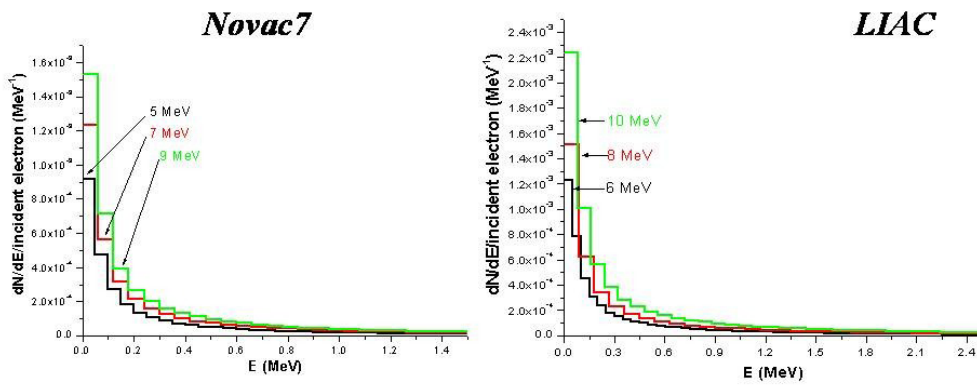 Novac7
dN/dE/incident electron (MeV⁻¹)
1.6x10⁻³
1.4x10⁻³
1.2x10⁻³
1.0x10⁻³
8.0x10⁻⁴
6.0x10⁻⁴
4.0x10⁻⁴
2.0x10⁻⁴
0.0
5 MeV
7 MeV
9 MeV
0.0 0.2 0.4 0.6 0.8 1.0 1.2 1.4
E (MeV)
LIAC
dN/dE/incident electron (MeV⁻¹)
2.4x10⁻³
2.2x10⁻³
2.0x10⁻³
1.8x10⁻³
1.6x10⁻³
1.4x10⁻³
1.2x10⁻³
1.0x10⁻³
8.0x10⁻⁴
6.0x10⁻⁴
4.0x10⁻⁴
2.0x10⁻⁴
0.0
10 MeV
8 MeV
6 MeV
0.0 0.3 0.6 0.9 1.2 1.5 1.8 2.1 2.4
E (MeV)